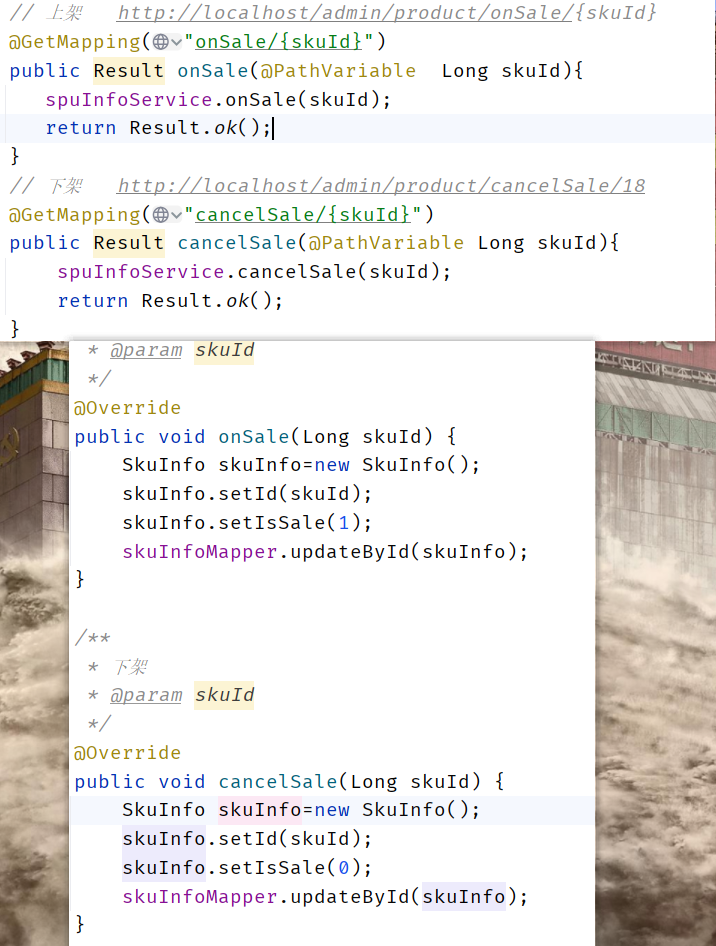 // 上架   http://localhost/admin/product/onSale/{skuId}
@GetMapping("onSale/{skuId}")
public Result onSale(@PathVariable  Long skuId){
   spuInfoService.onSale(skuId);
   return Result.ok();
}
// 下架   http://localhost/admin/product/cancelSale/18
@GetMapping("cancelSale/{skuId}")
public Result cancelSale(@PathVariable Long skuId){
    spuInfoService.cancelSale(skuId);
    return Result.ok();
}
 * @param skuId
 */
@Override
public void onSale(Long skuId) {
    SkuInfo skuInfo=new SkuInfo();
    skuInfo.setId(skuId);
    skuInfo.setIsSale(1);
    skuInfoMapper.updateById(skuInfo);
}
/**
 * 下架
 * @param skuId
 */
@Override
public void cancelSale(Long skuId) {
    SkuInfo skuInfo=new SkuInfo();
    skuInfo.setId(skuId);
    skuInfo.setIsSale(0);
    skuInfoMapper.updateById(skuInfo);
}